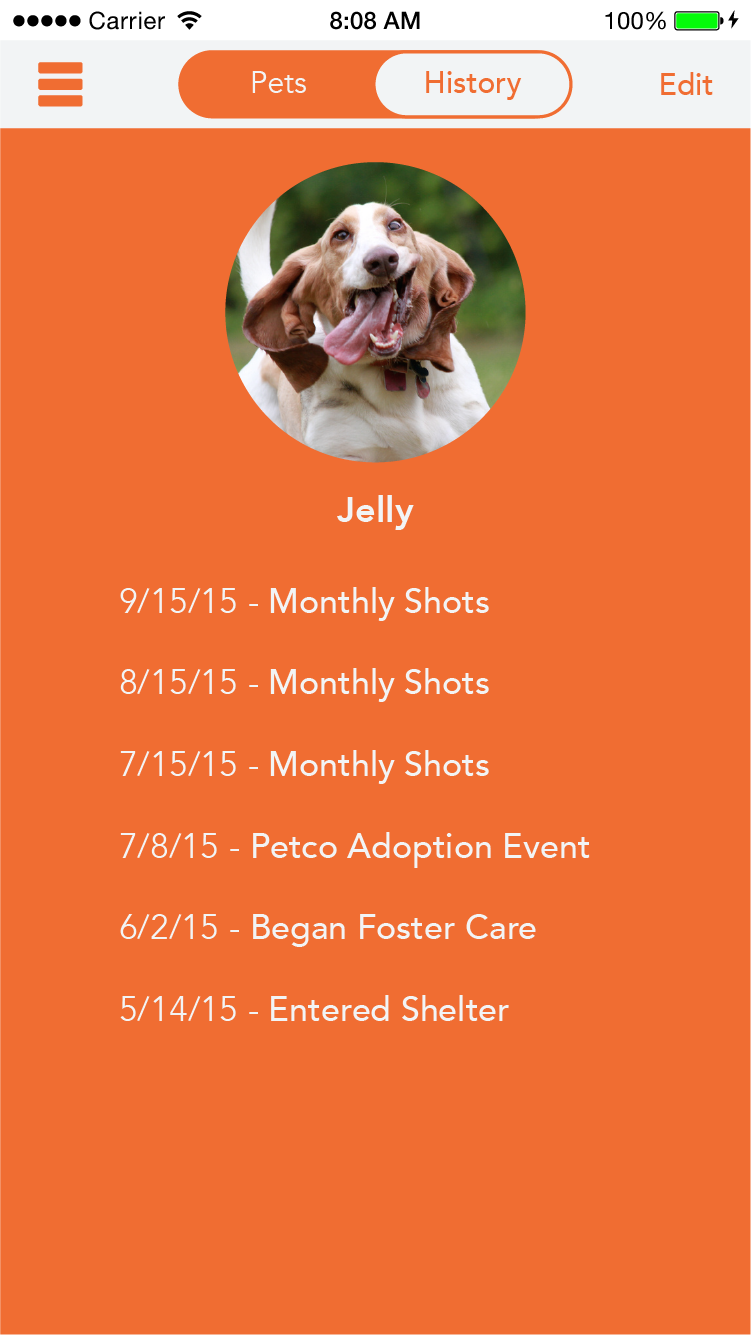 Carrier 8:08 AM 100%
Pets History Edit
Jelly
9/15/15 - Monthly Shots
8/15/15 - Monthly Shots
7/15/15 - Monthly Shots
7/8/15 - Petco Adoption Event
6/2/15 - Began Foster Care
5/14/15 - Entered Shelter